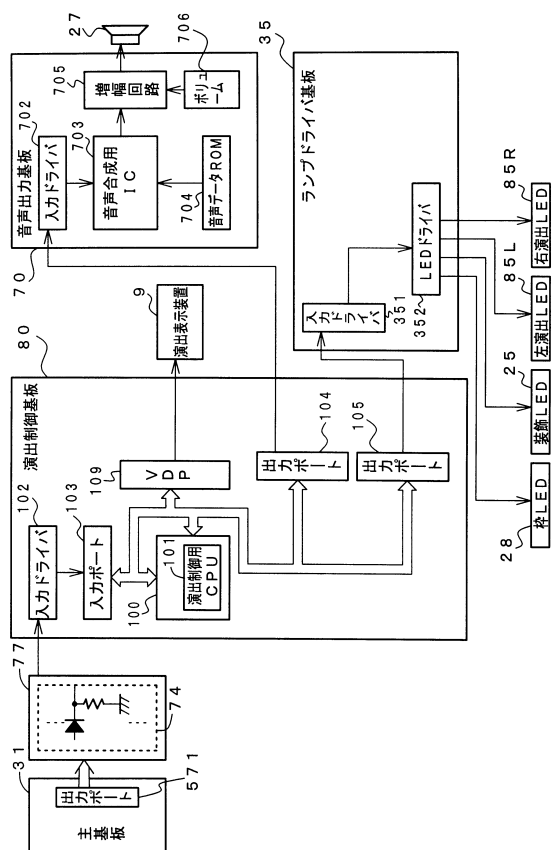 主基板
31
出力ポート
571
77
74
演出制御基板
80
入力ドライバ
102
入力ポート
103
演出制御用
CPU
101
100
VDP
109
出力ポート
104
出力ポート
105
演出表示装置
9
音声出力基板
70
入力ドライバ
702
音声合成用
IC
703
音声データROM
704
増幅
回路
705
ボリュ
ーム
706
27
ランプドライバ基板
35
入力ドラ
イバ
351
LEDドライバ
352
枠LED
28
装飾LED
25
左演出LED
85L
右演出LED
85R